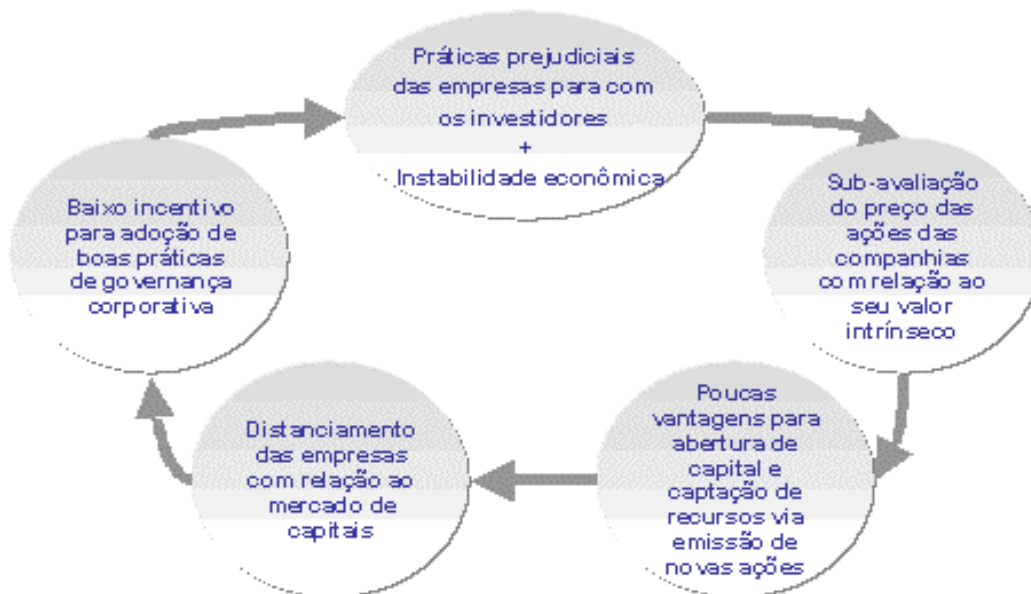 Práticas prejudiciais
das empresas para com
os investidores
+
Instabilidade econômica
Sub-avaliação
do preço das
ações das
companhias
com relação ao
seu valor
intrínseco
Poucas
vantagens para
abertura de
capital e
captação de
recursos via
emissão de
novas ações
Distanciamento
das empresas
com relação ao
mercado de
capitais
Baixo incentivo
para adoção de
boas práticas
de governança
corporativa